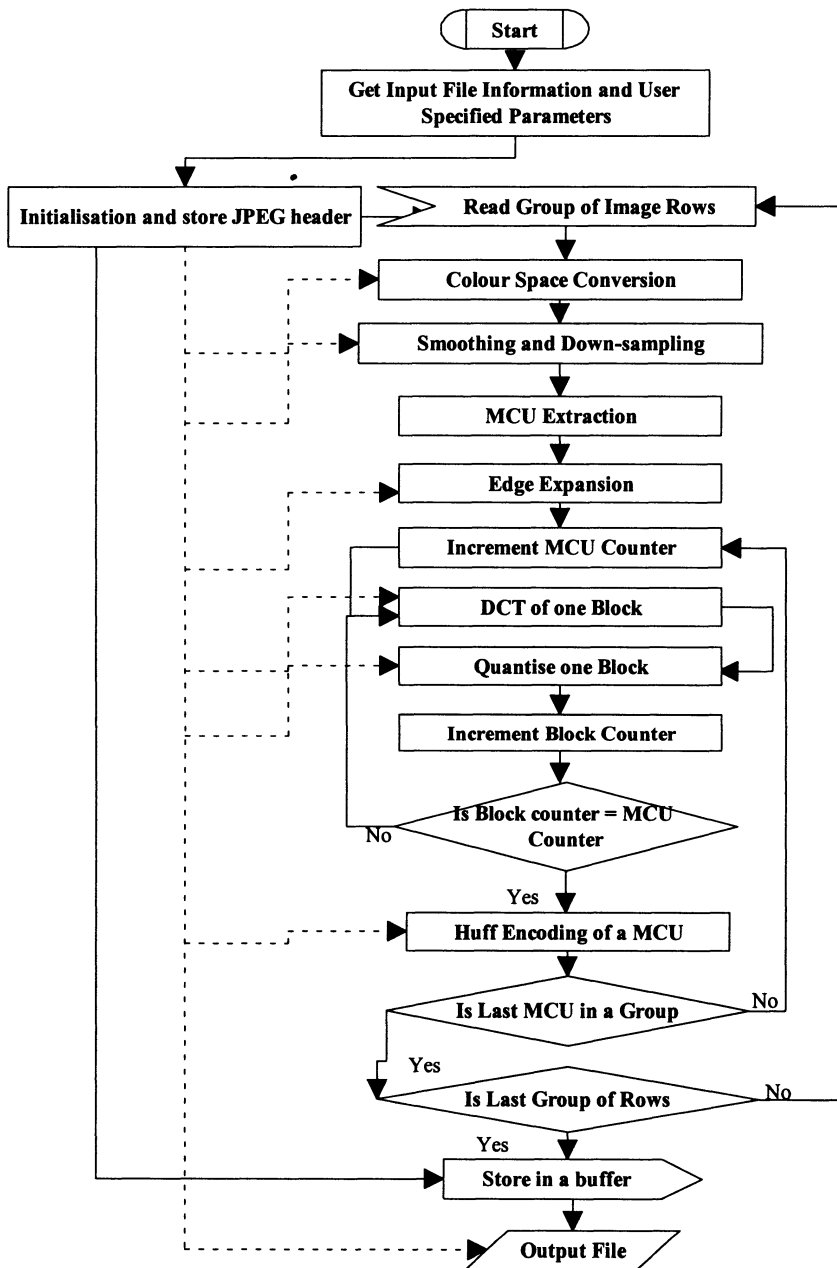 Start
Get Input File Information and User
Specified Parameters
Initialisation and store JPEG header
Read Group of Image Rows
Colour Space Conversion
Smoothing and Down-sampling
MCU Extraction
Edge Expansion
Increment MCU Counter
DCT of one Block
Quantise one Block
Increment Block Counter
Is Block counter = MCU
Counter
No
Yes
Huff Encoding of a MCU
Is Last MCU in a Group
No
Yes
Is Last Group of Rows
No
Yes
Store in a buffer
Output File